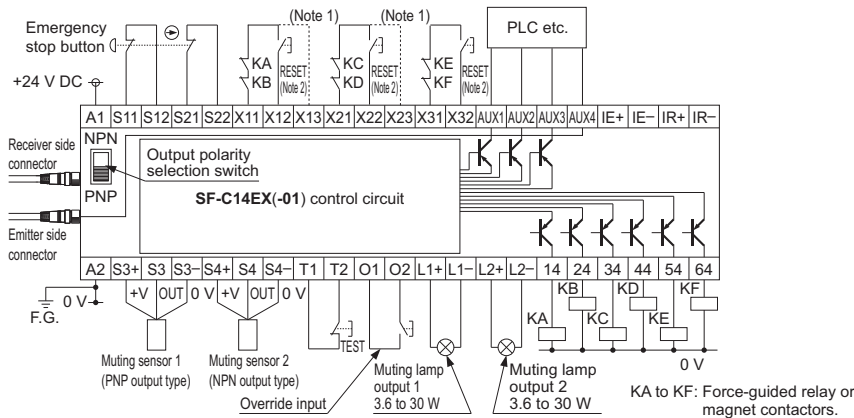 (Note 1) (Note 1)
Emergency
stop button
PLC etc.
KA KC KE
KB KD KF
RESET RESET RESET
(Note 2) (Note 2) (Note 2)
+24 V DC
A1 S11 S12 S21 S22 X11 X12 X13 X21 X22 X23 X31 X32 AUX1 AUX2 AUX3 AUX4 IE+ IE− IR+ IR−
NPN
Receiver side
connector
Output polarity
selection switch
PNP
SF-C14EX(-01) control circuit
Emitter side
connector
A2 S3+ S3 S3− S4+ S4 S4− T1 T2 O1 O2 L1+ L1− L2+ L2− 14 24 34 44 54 64
0 V
F.G.
+V OUT 0 V +V OUT 0 V
KB KD KF
KA KC KE
TEST
0 V
Muting sensor 1
(PNP output type)
Muting sensor 2
(NPN output type)
Override input
Muting lamp
output 1
3.6 to 30 W
Muting lamp
output 2
3.6 to 30 W
KA to KF: Force-guided relay or
magnet contactors.